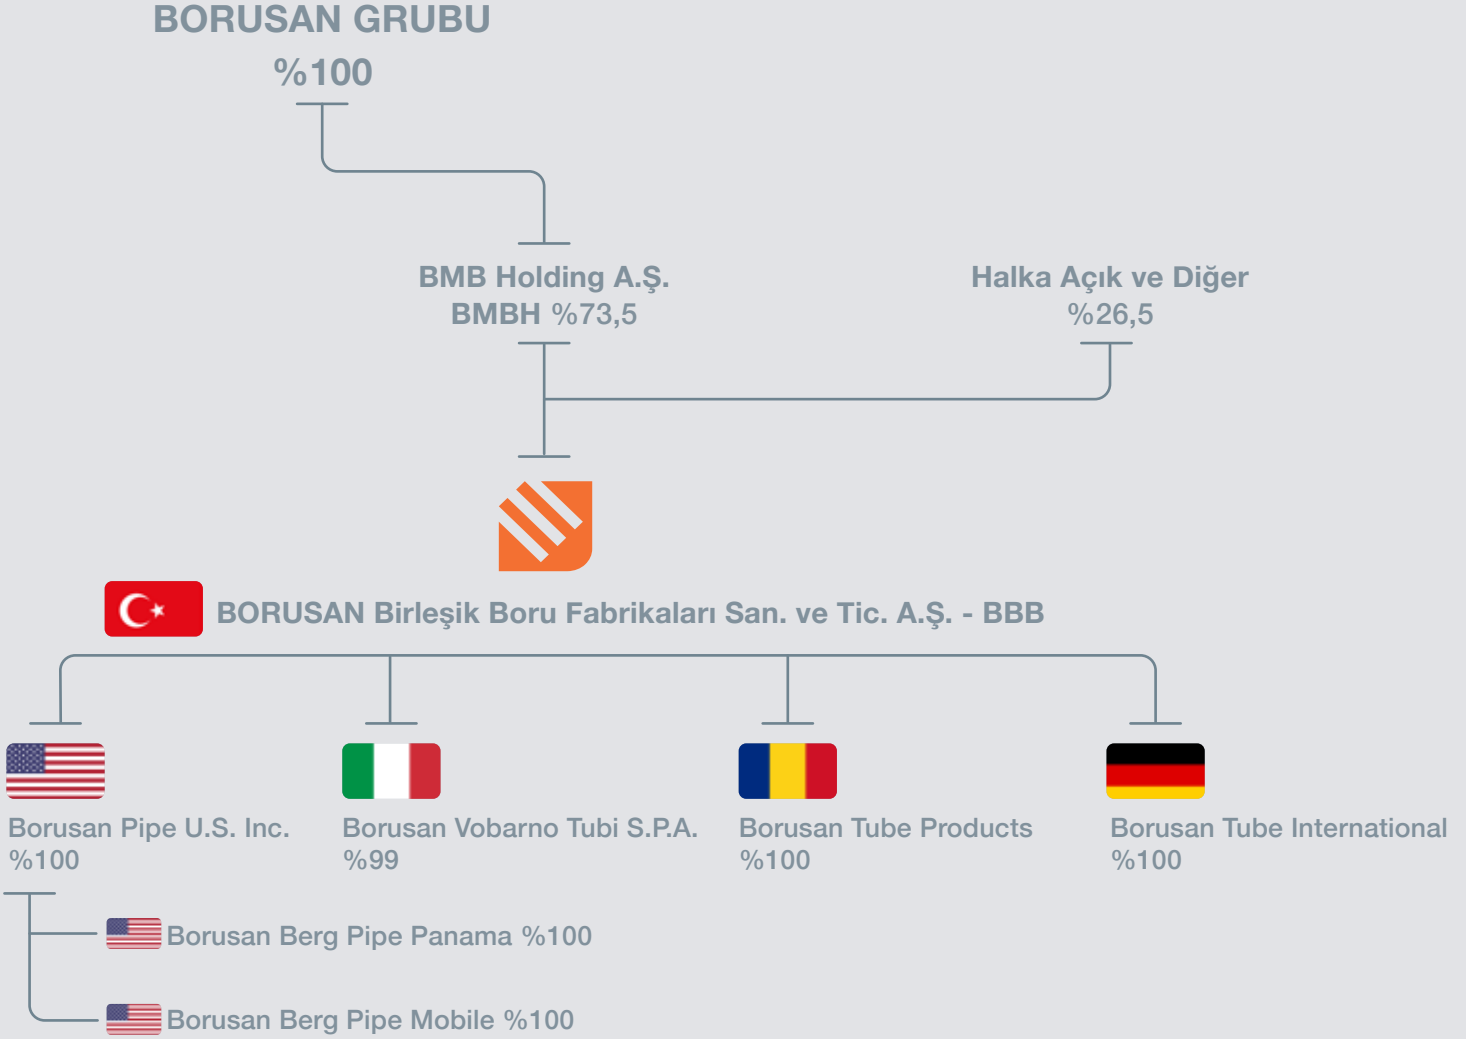 BORUSAN GRUBU
%100
BMB Holding A.Ş.
BMBH %73,5
Halka Açık ve Diğer
%26,5
BORUSAN Birleşik Boru Fabrikaları San. ve Tic. A.Ş. - BBB
Borusan Pipe U.S. Inc.
%100
Borusan Vobarno Tubi S.P.A.
%99
Borusan Tube Products
%100
Borusan Tube International
%100
Borusan Berg Pipe Panama %100
Borusan Berg Pipe Mobile %100